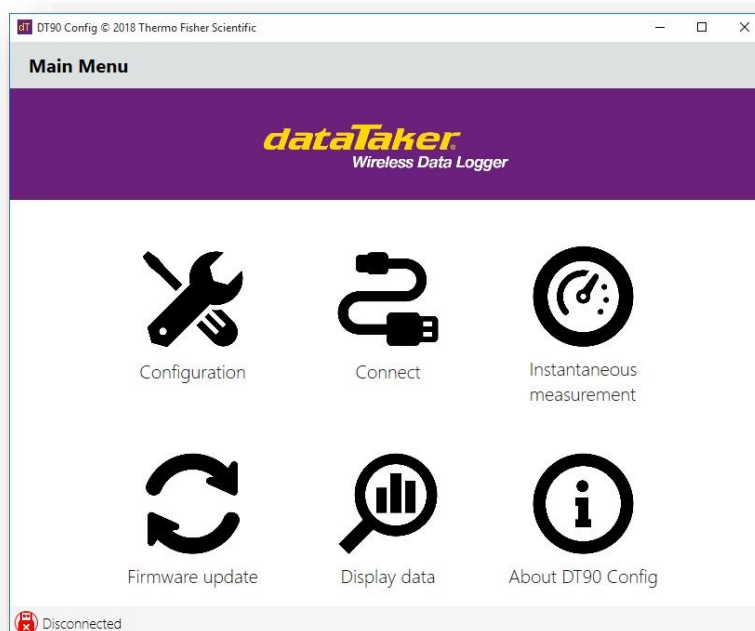 dT DT90 Config © 2018 Thermo Fisher Scientific
Main Menu
dataTaker®
Wireless Data Logger
Configuration
Connect
Instantaneous
measurement
Firmware update
Display data
About DT90 Config
Disconnected